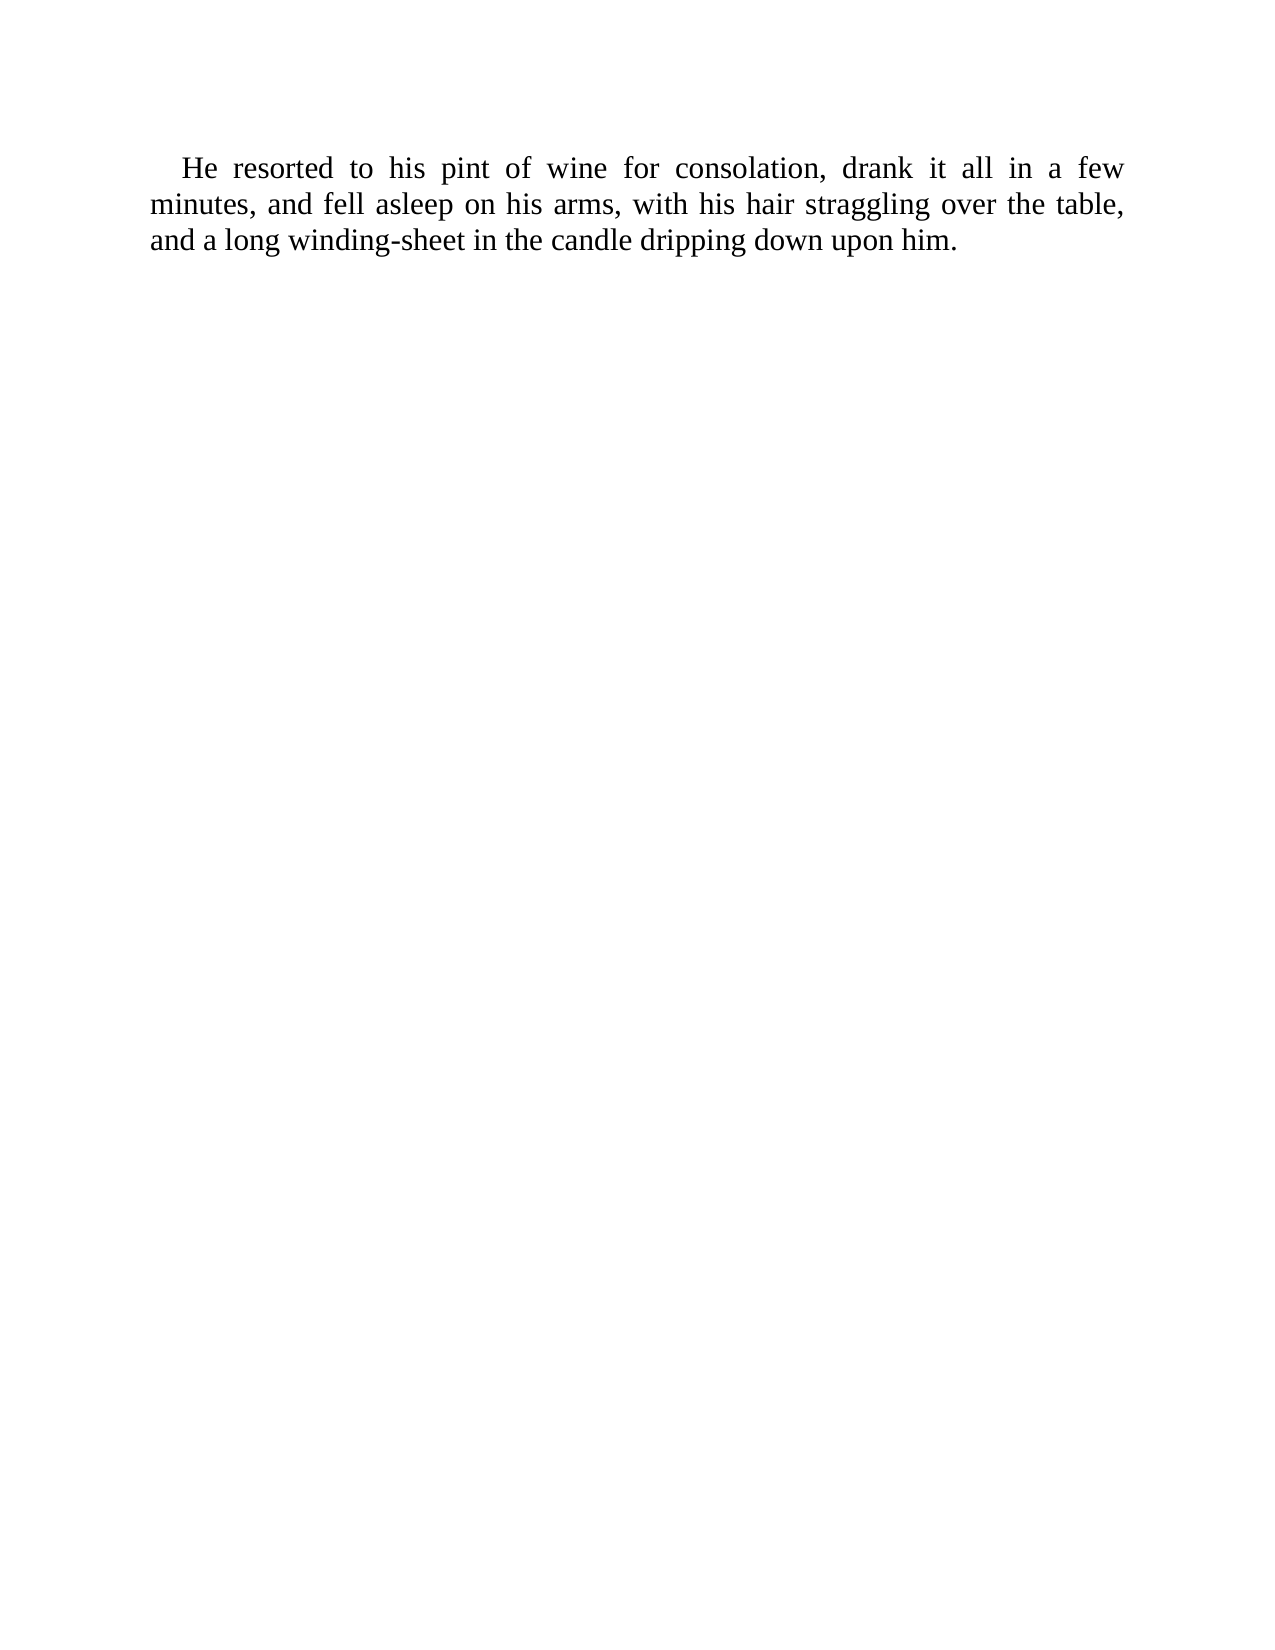 He resorted to his pint of wine for consolation, drank it all in a few
minutes, and fell asleep on his arms, with his hair straggling over the table,
and a long winding-sheet in the candle dripping down upon him.